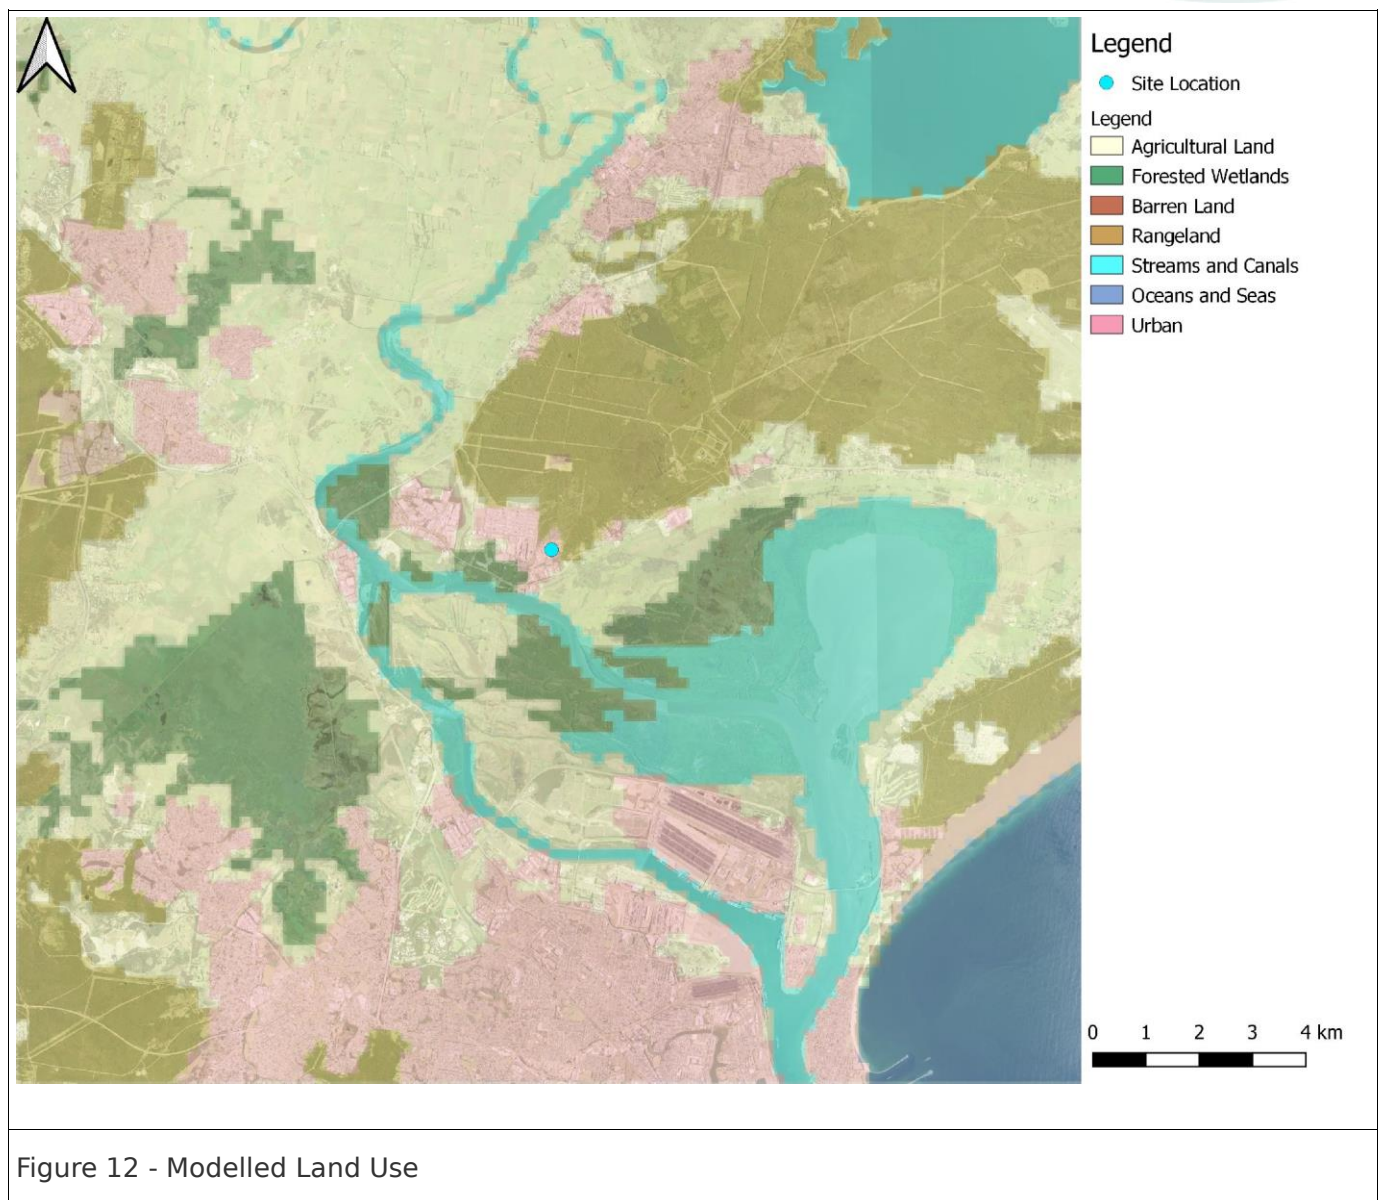 Legend
Site Location
Legend
Agricultural Land
Forested Wetlands
Barren Land
Rangeland
Streams and Canals
Oceans and Seas
Urban
0 1 2 3 4 km
Figure 12 - Modelled Land Use